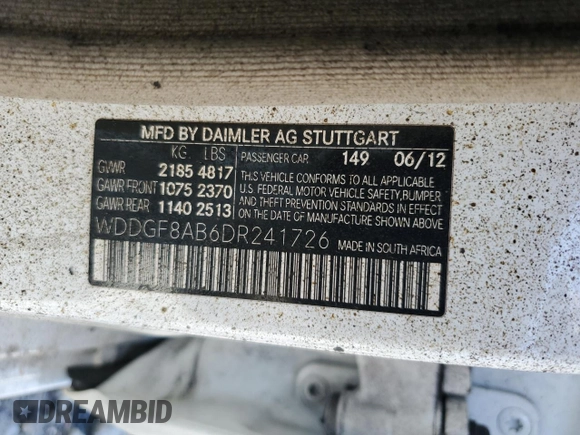 MFD BY DAIMLER AG STUTTGART
KG LBS PASSENGER CAR 149 06/12
GVWR 2185 4817
GAWR FRONT 1075 2370
GAWR REAR 1140 2513
THIS VEHICLE CONFORMS TO ALL APPLICABLE
U.S. FEDERAL MOTOR VEHICLE SAFETY, BUMPER
AND THEFT PREVENTION STANDARDS IN EFFECT
ON THE DATE OF MANUFACTURE SHOWN ABOVE
WDDGF8AB6DR241726 MADE IN SOUTH AFRICA
DREAMBID